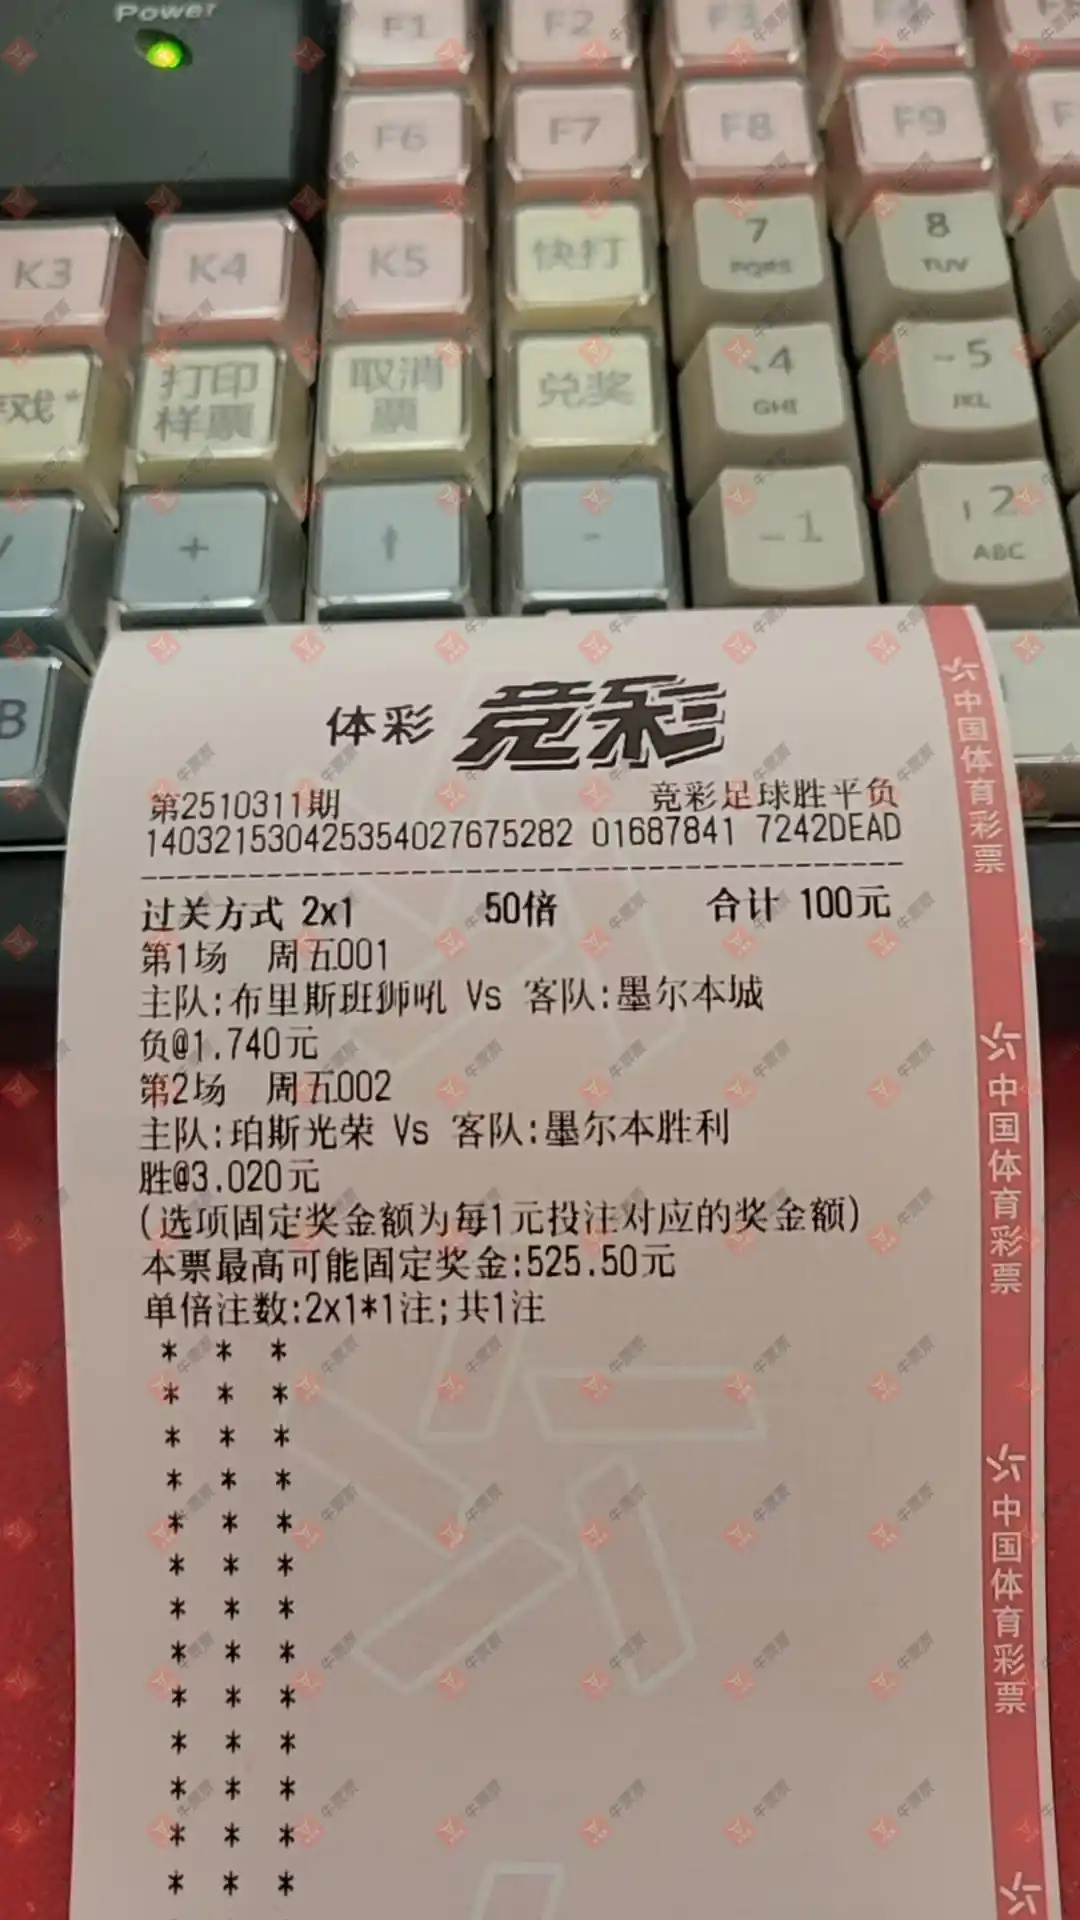 Power
F1 F2 F3 F4
F6 F7 F8 F9
K3 K4 K5 快打 7 PQRS 8 TUV
戏* 打印样票 取消票 兑奖 4 GHI 5 JKL
+ - 1 2 ABC
B
体彩 竞彩
第2510311期 竞彩足球胜平负
140321530425354027675282 01687841 7242DEAD
过关方式 2x1 50倍 合计 100元
第1场 周五001
主队:布里斯班狮吼 Vs 客队:墨尔本城
负@1.740元
第2场 周五002
主队:珀斯光荣 Vs 客队:墨尔本胜利
胜@3.020元
(选项固定奖金额为每1元投注对应的奖金额)
本票最高可能固定奖金:525.50元
单倍注数:2x1*1注;共1注
* * *
* * *
* * *
* * *
* * *
* * *
* * *
* * *
* * *
* * *
* * *
* * *
* * *
中国体育彩票
中国体育彩票
中国体育彩票
牛票票